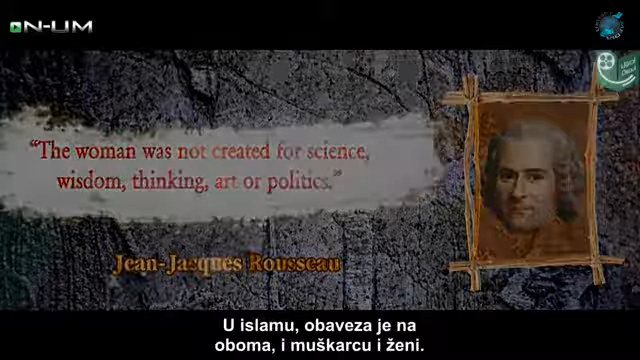 N-UM
“The woman was not created for science,
wisdom, thinking, art or politics.”
Jean-Jacques Rousseau
U islamu, obaveza je na
oboma, i muškarcu i ženi.